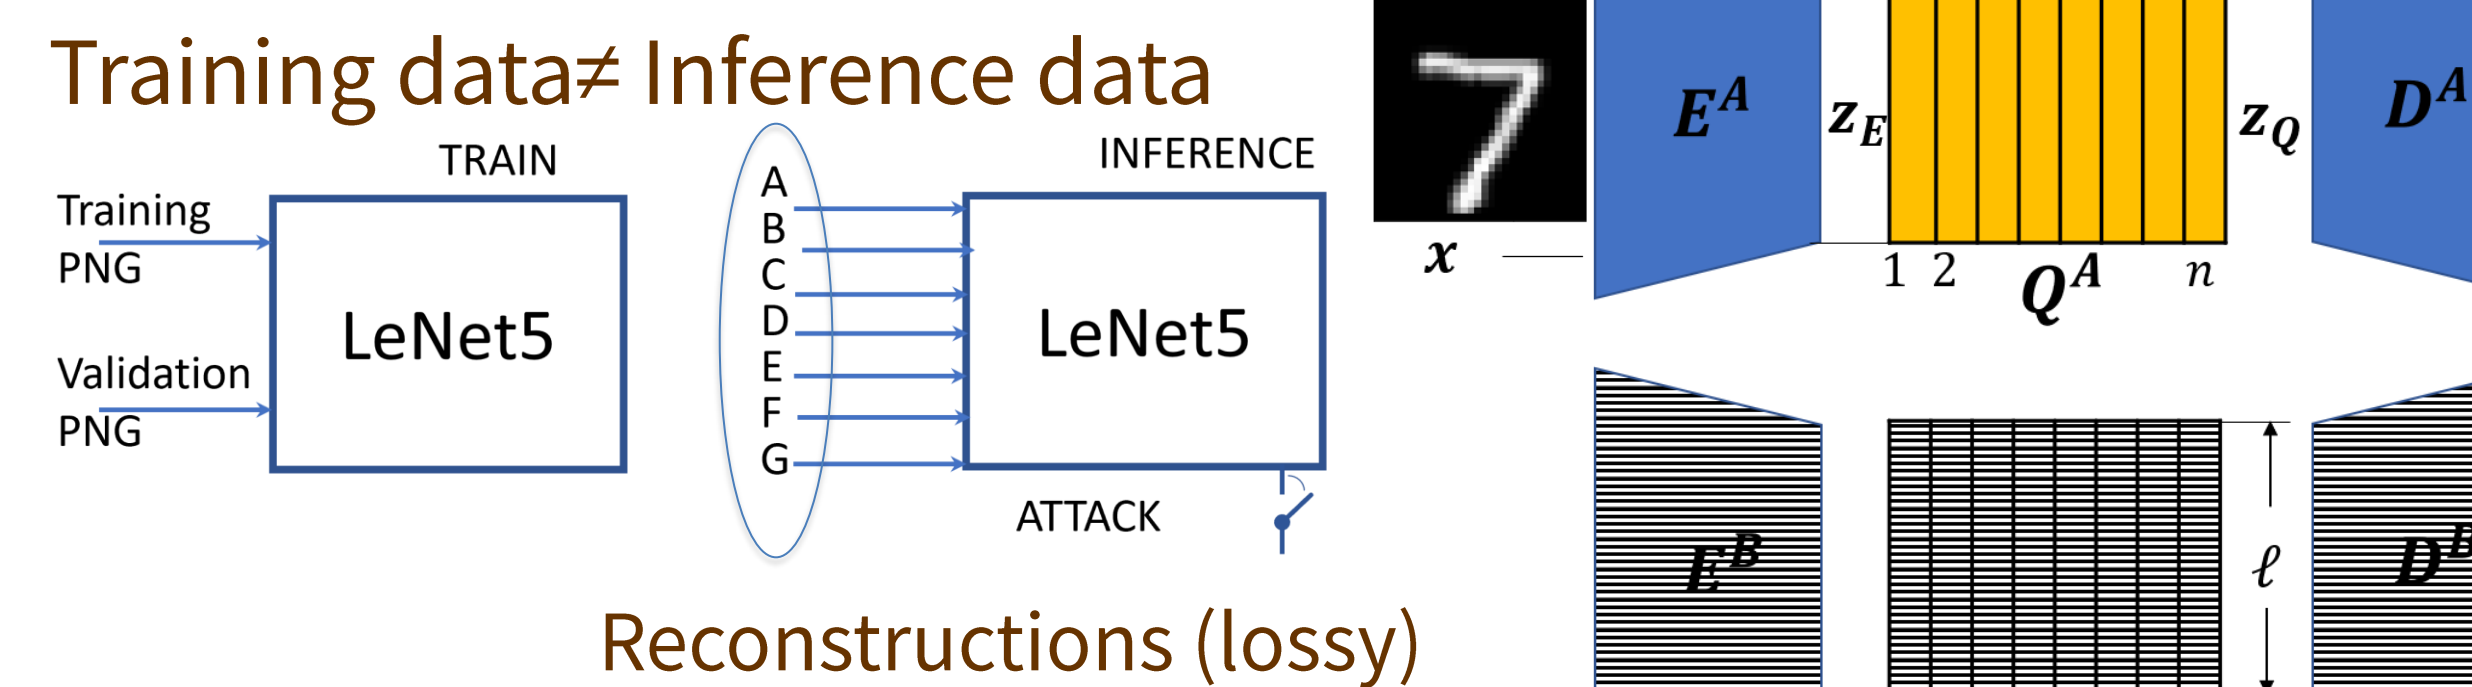 Training data≠ Inference data
TRAIN
Training
PNG
Validation
PNG
LeNet5
A
B
C
D
E
F
G
INFERENCE
LeNet5
ATTACK
Reconstructions (lossy)
x
E^A
z_E
1 2 n
Q^A
z_Q
D^A
E^B
ℓ
D^B